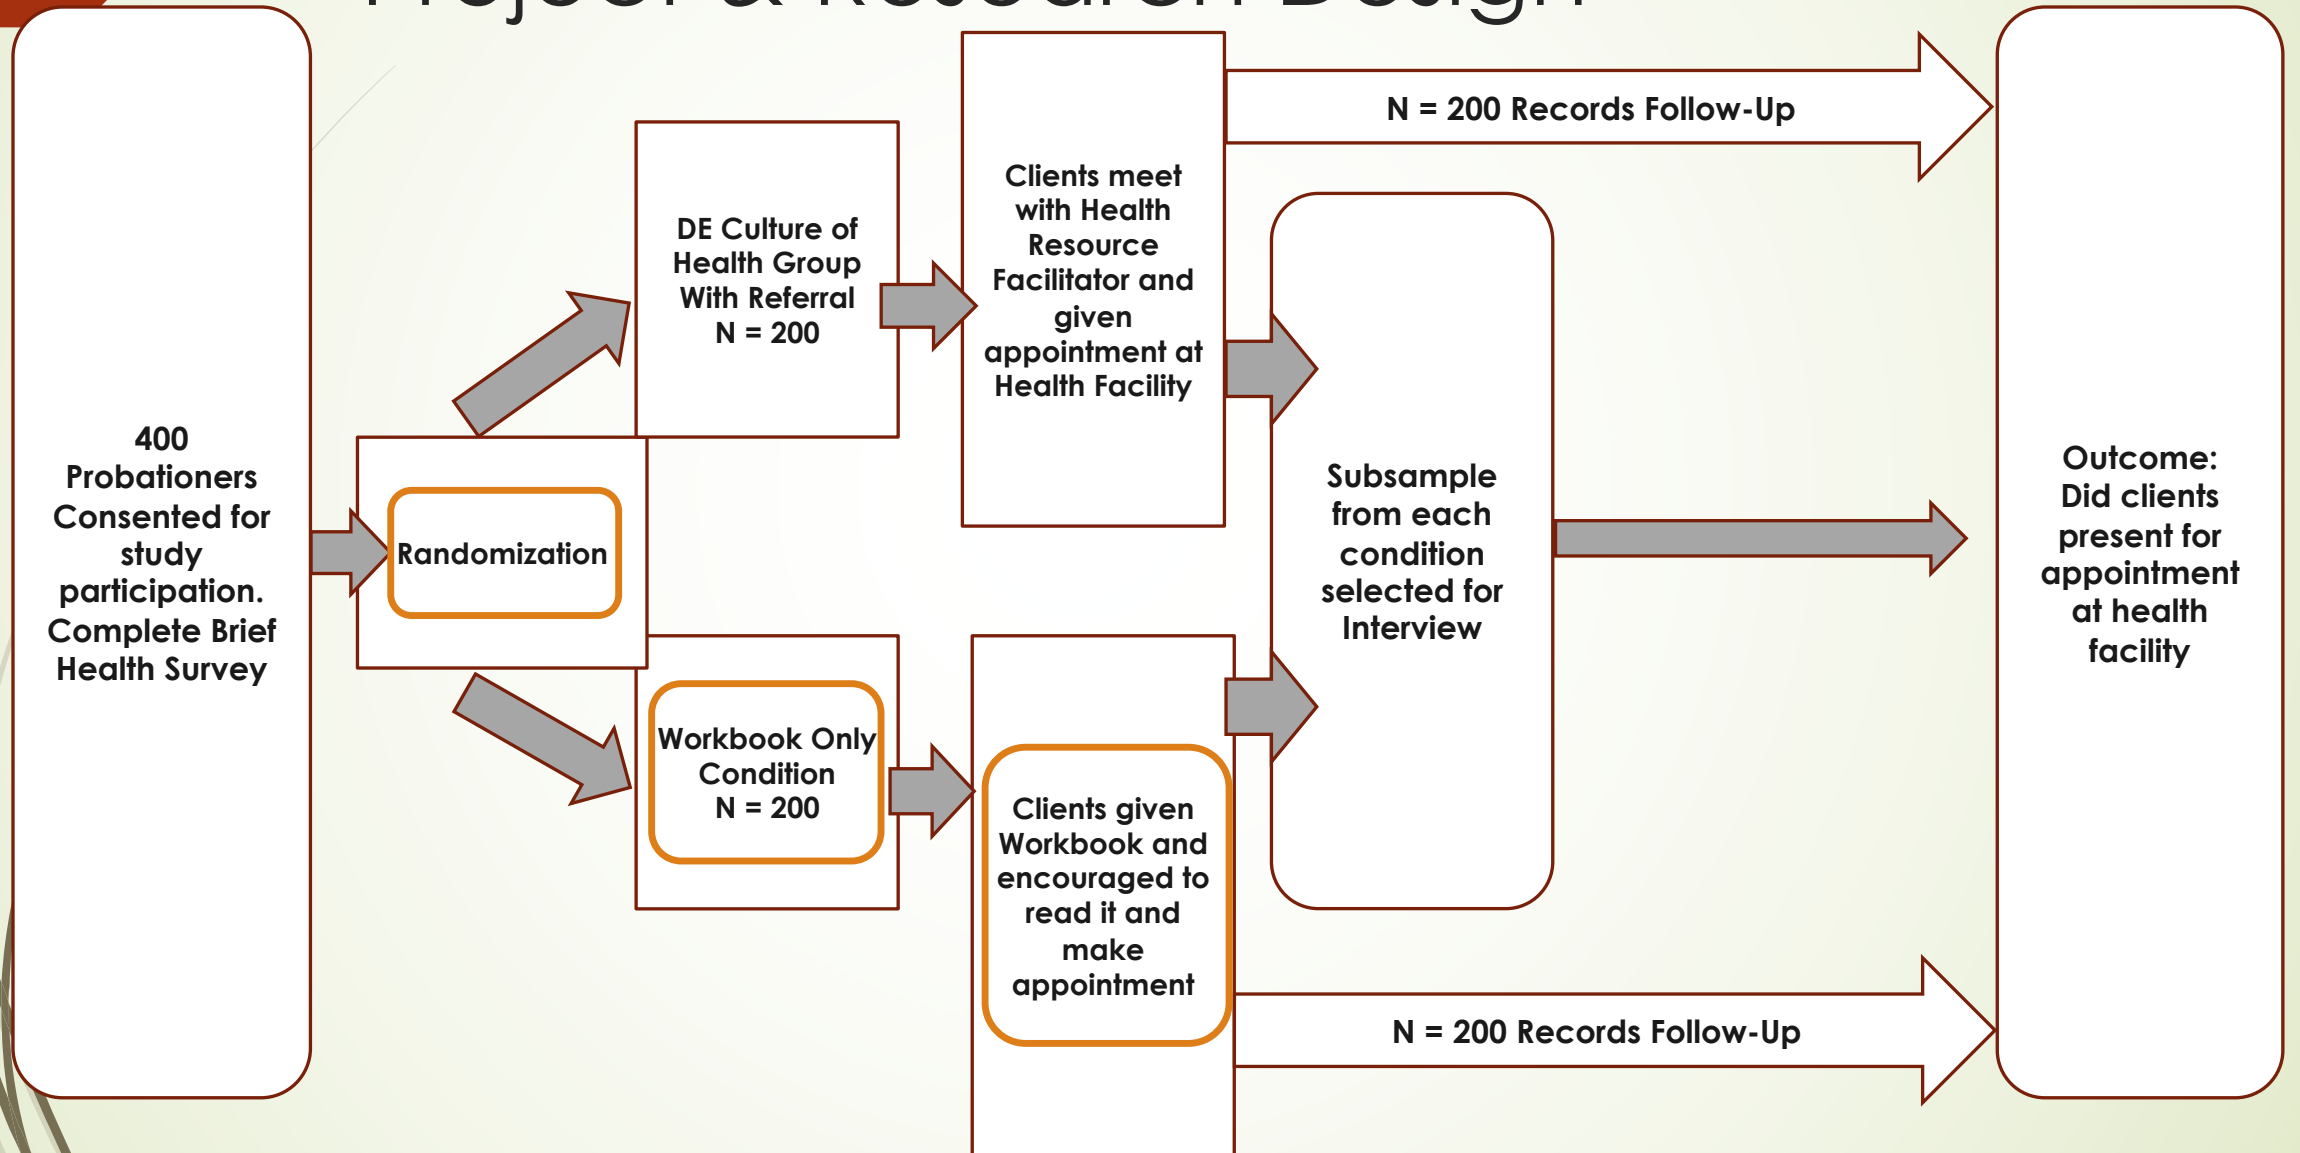 Project & Research Design
400
Probationers
Consented for
study
participation.
Complete Brief
Health Survey
Randomization
DE Culture of
Health Group
With Referral
N = 200
Clients meet
with Health
Resource
Facilitator and
given
appointment at
Health Facility
N = 200 Records Follow-Up
Workbook Only
Condition
N = 200
Clients given
Workbook and
encouraged to
read it and
make
appointment
Subsample
from each
condition
selected for
Interview
N = 200 Records Follow-Up
Outcome:
Did clients
present for
appointment
at health
facility